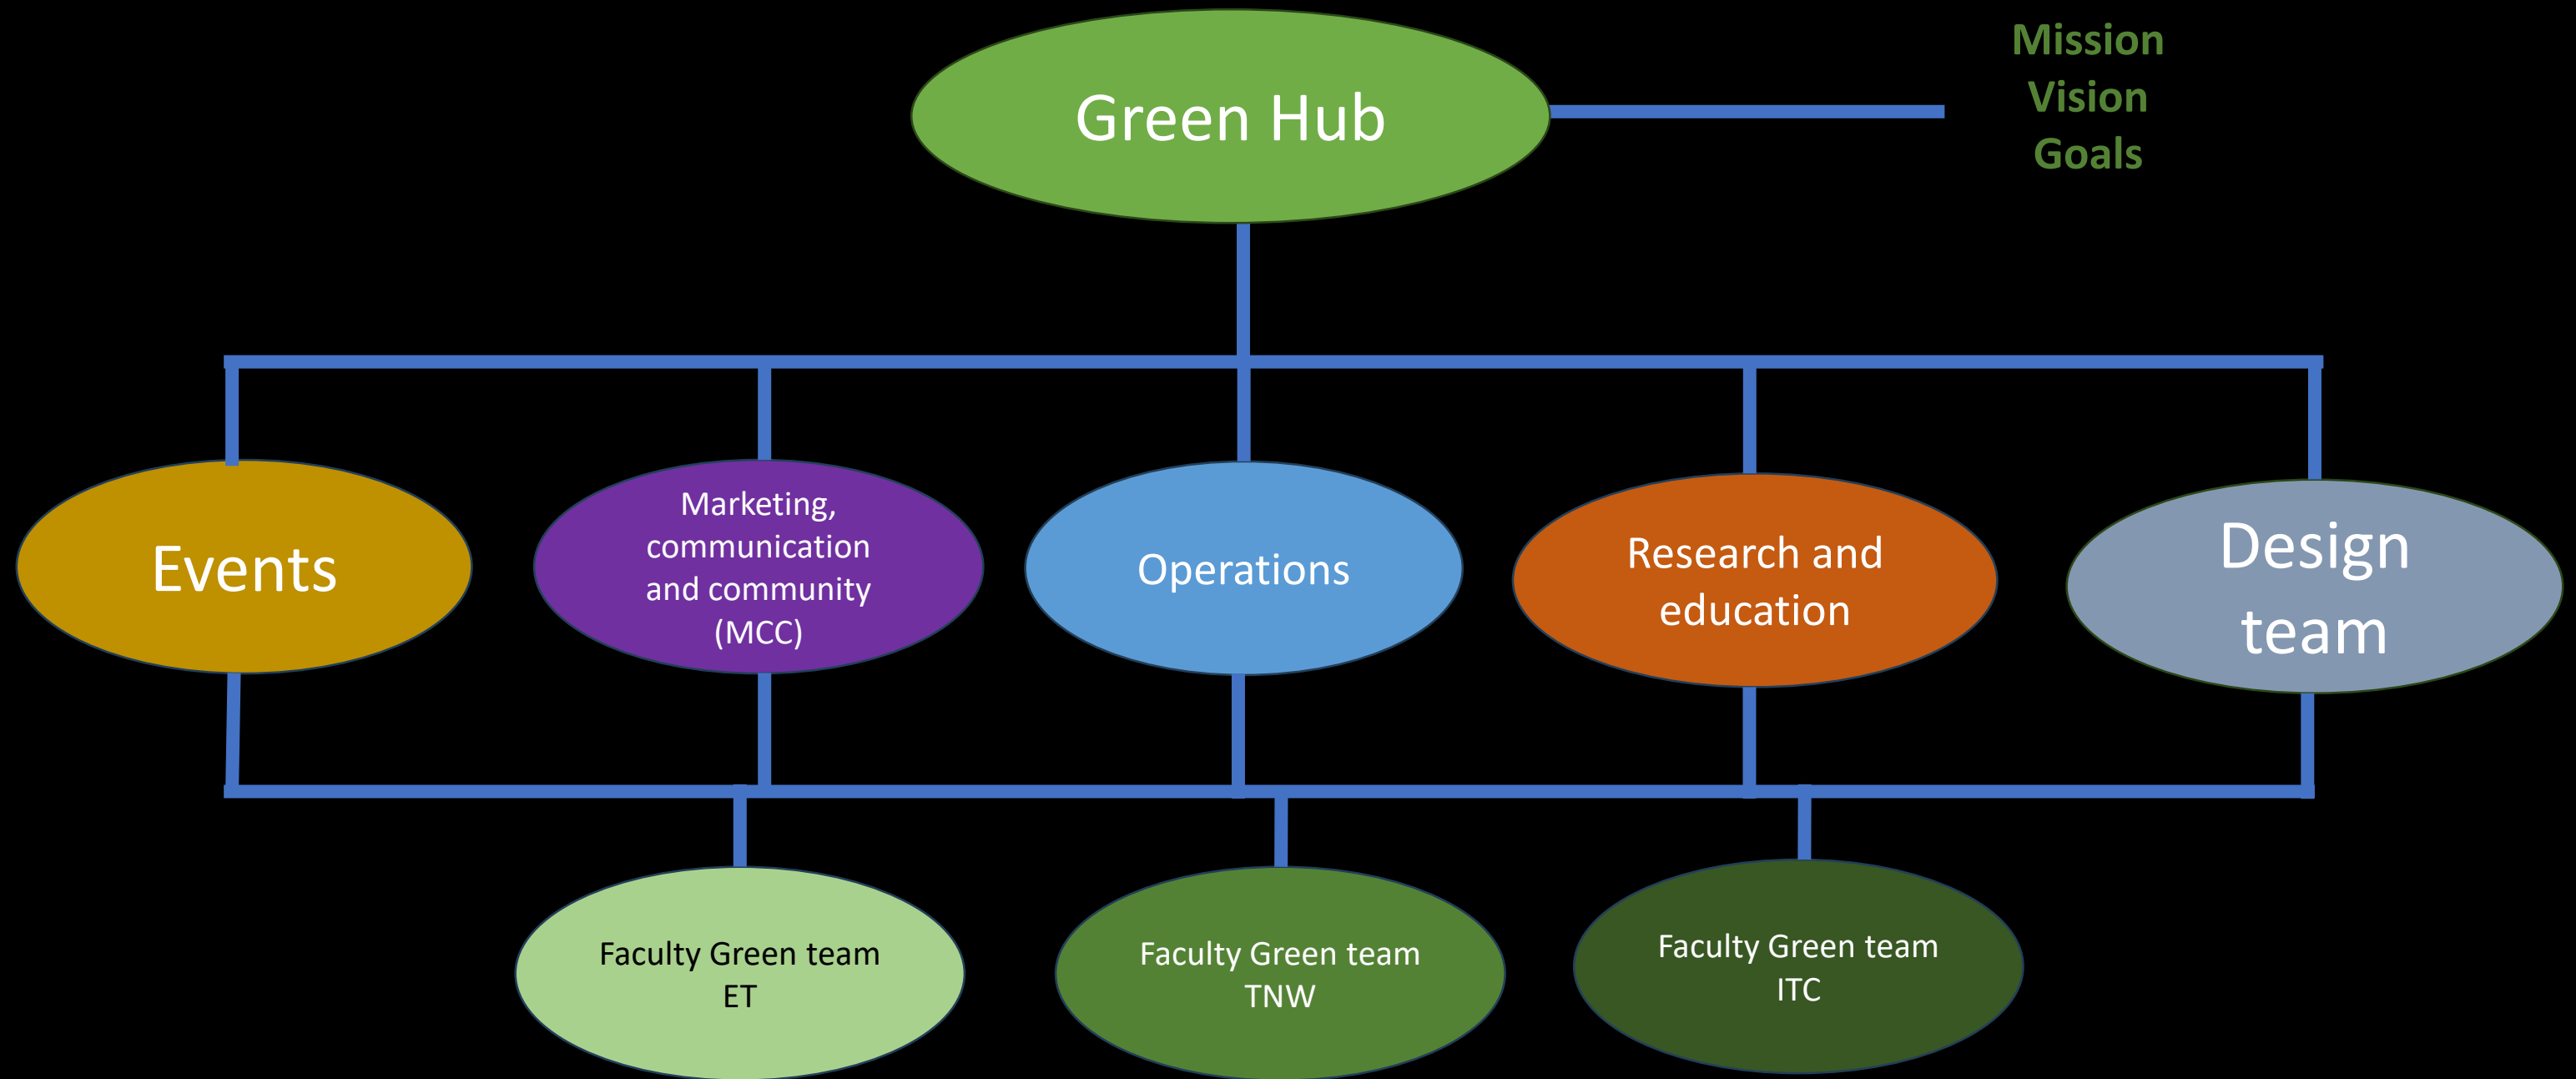 Green Hub
Mission
Vision
Goals
Events
Marketing,
communication
and community
(MCC)
Operations
Research and
education
Design
team
Faculty Green team
ET
Faculty Green team
TNW
Faculty Green team
ITC